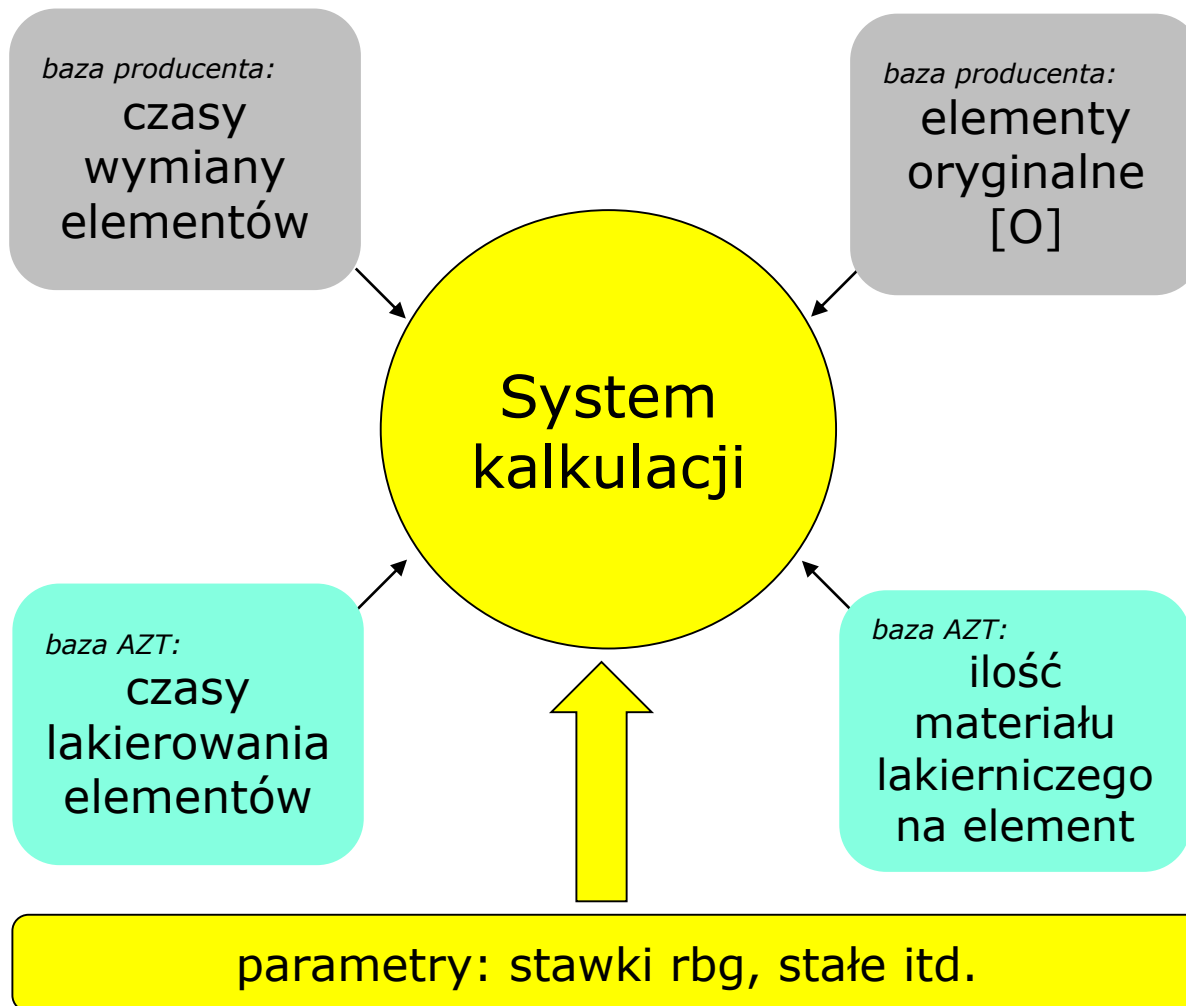 baza producenta:
czasy
wymiany
elementów
baza producenta:
elementy
oryginalne
[O]
System
kalkulacji
baza AZT:
czasy
lakierowania
elementów
baza AZT:
ilość
materiału
lakierniczego
na element
parametry: stawki rbg, stałe itd.